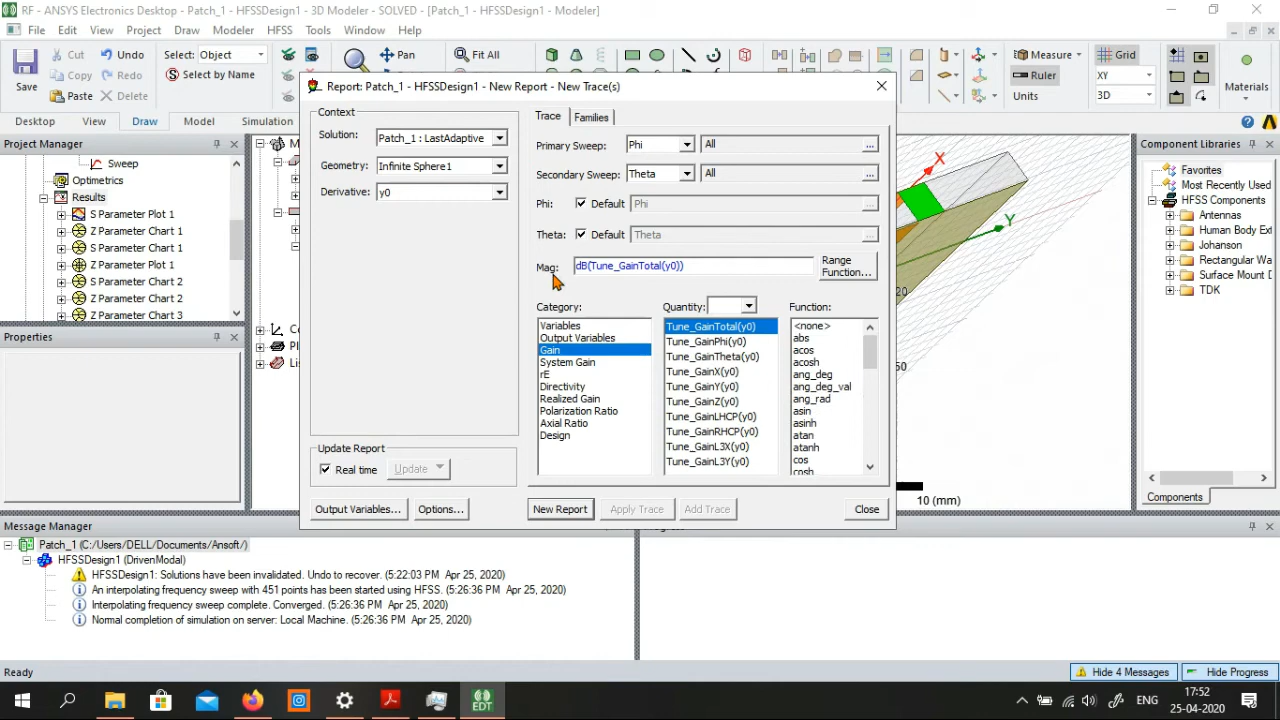 RF - ANSYS Electronics Desktop - Patch_1 - HFSSDesign1 - 3D Modeler - SOLVED - [Patch_1 - HFSSDesign1 - Modeler]
File Edit View Project Draw Modeler HFSS Tools Window Help
Save
Cut
Copy
Paste
Undo
Redo
Delete
Select: Object
Select by Name
Pan
Fit All
Measure
Ruler
Units
Grid
XY
3D
Materials
Desktop View Draw Model Simulation
Project Manager
Sweep
Optimetrics
Results
S Parameter Plot 1
Z Parameter Chart 1
S Parameter Chart 1
Z Parameter Plot 1
S Parameter Chart 2
Z Parameter Chart 2
Z Parameter Chart 3
Properties
Report: Patch_1 - HFSSDesign1 - New Report - New Trace(s)
Context
Solution: Patch_1 : LastAdaptive
Geometry: Infinite Sphere1
Derivative: y0
Update Report
Real time
Update
Output Variables...
Options...
Trace Families
Primary Sweep: Phi All ...
Secondary Sweep: Theta All ...
Phi: Default Phi ...
Theta: Default Theta ...
Mag: dB(Tune_GainTotal(y0))
Range Function...
Category:
Variables
Output Variables
Gain
System Gain
rE
Directivity
Realized Gain
Polarization Ratio
Axial Ratio
Design
Quantity:
Tune_GainTotal(y0)
Tune_GainPhi(y0)
Tune_GainTheta(y0)
Tune_GainX(y0)
Tune_GainY(y0)
Tune_GainZ(y0)
Tune_GainLHCP(y0)
Tune_GainRHCP(y0)
Tune_GainL3X(y0)
Tune_GainL3Y(y0)
Function:
<none>
abs
acos
acosh
ang_deg
ang_deg_val
ang_rad
asin
asinh
atan
atanh
cos
cosh
New Report
Apply Trace
Add Trace
Close
X
Y
10 (mm)
Component Libraries
Favorites
Most Recently Used
HFSS Components
Antennas
Human Body Ex
Johanson
Rectangular Wa
Surface Mount D
TDK
Components
Message Manager
Patch_1 (C:/Users/DELL/Documents/Ansoft/)
HFSSDesign1 (DrivenModal)
HFSSDesign1: Solutions have been invalidated. Undo to recover. (5:22:03 PM Apr 25, 2020)
An interpolating frequency sweep with 451 points has been started using HFSS. (5:26:36 PM Apr 25, 2020)
Interpolating frequency sweep complete. Converged. (5:26:36 PM Apr 25, 2020)
Normal completion of simulation on server: Local Machine. (5:26:36 PM Apr 25, 2020)
Ready
Hide 4 Messages
Hide Progress
EDT
ENG
17:52
25-04-2020